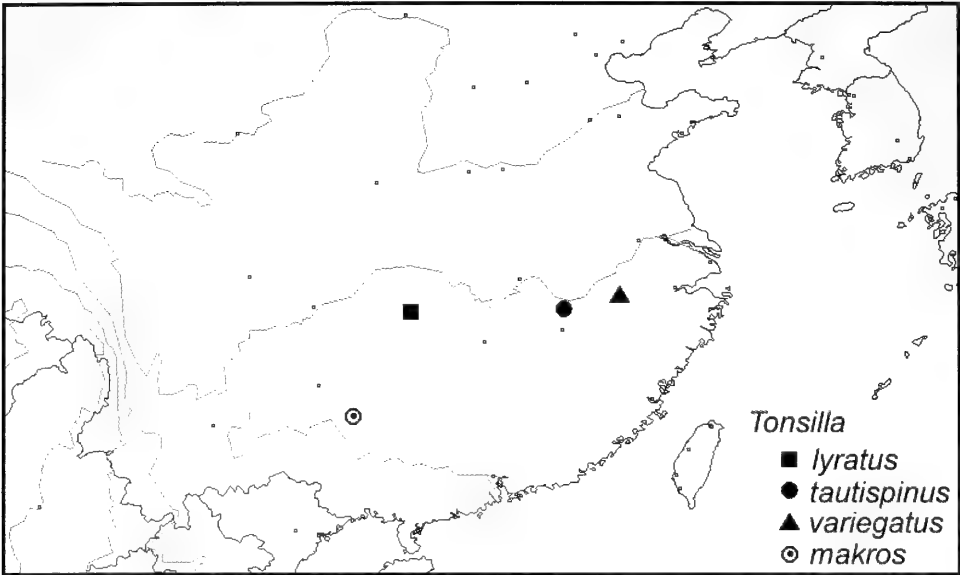 Tonsilla
lyratus
tautispinus
variegatus
makros